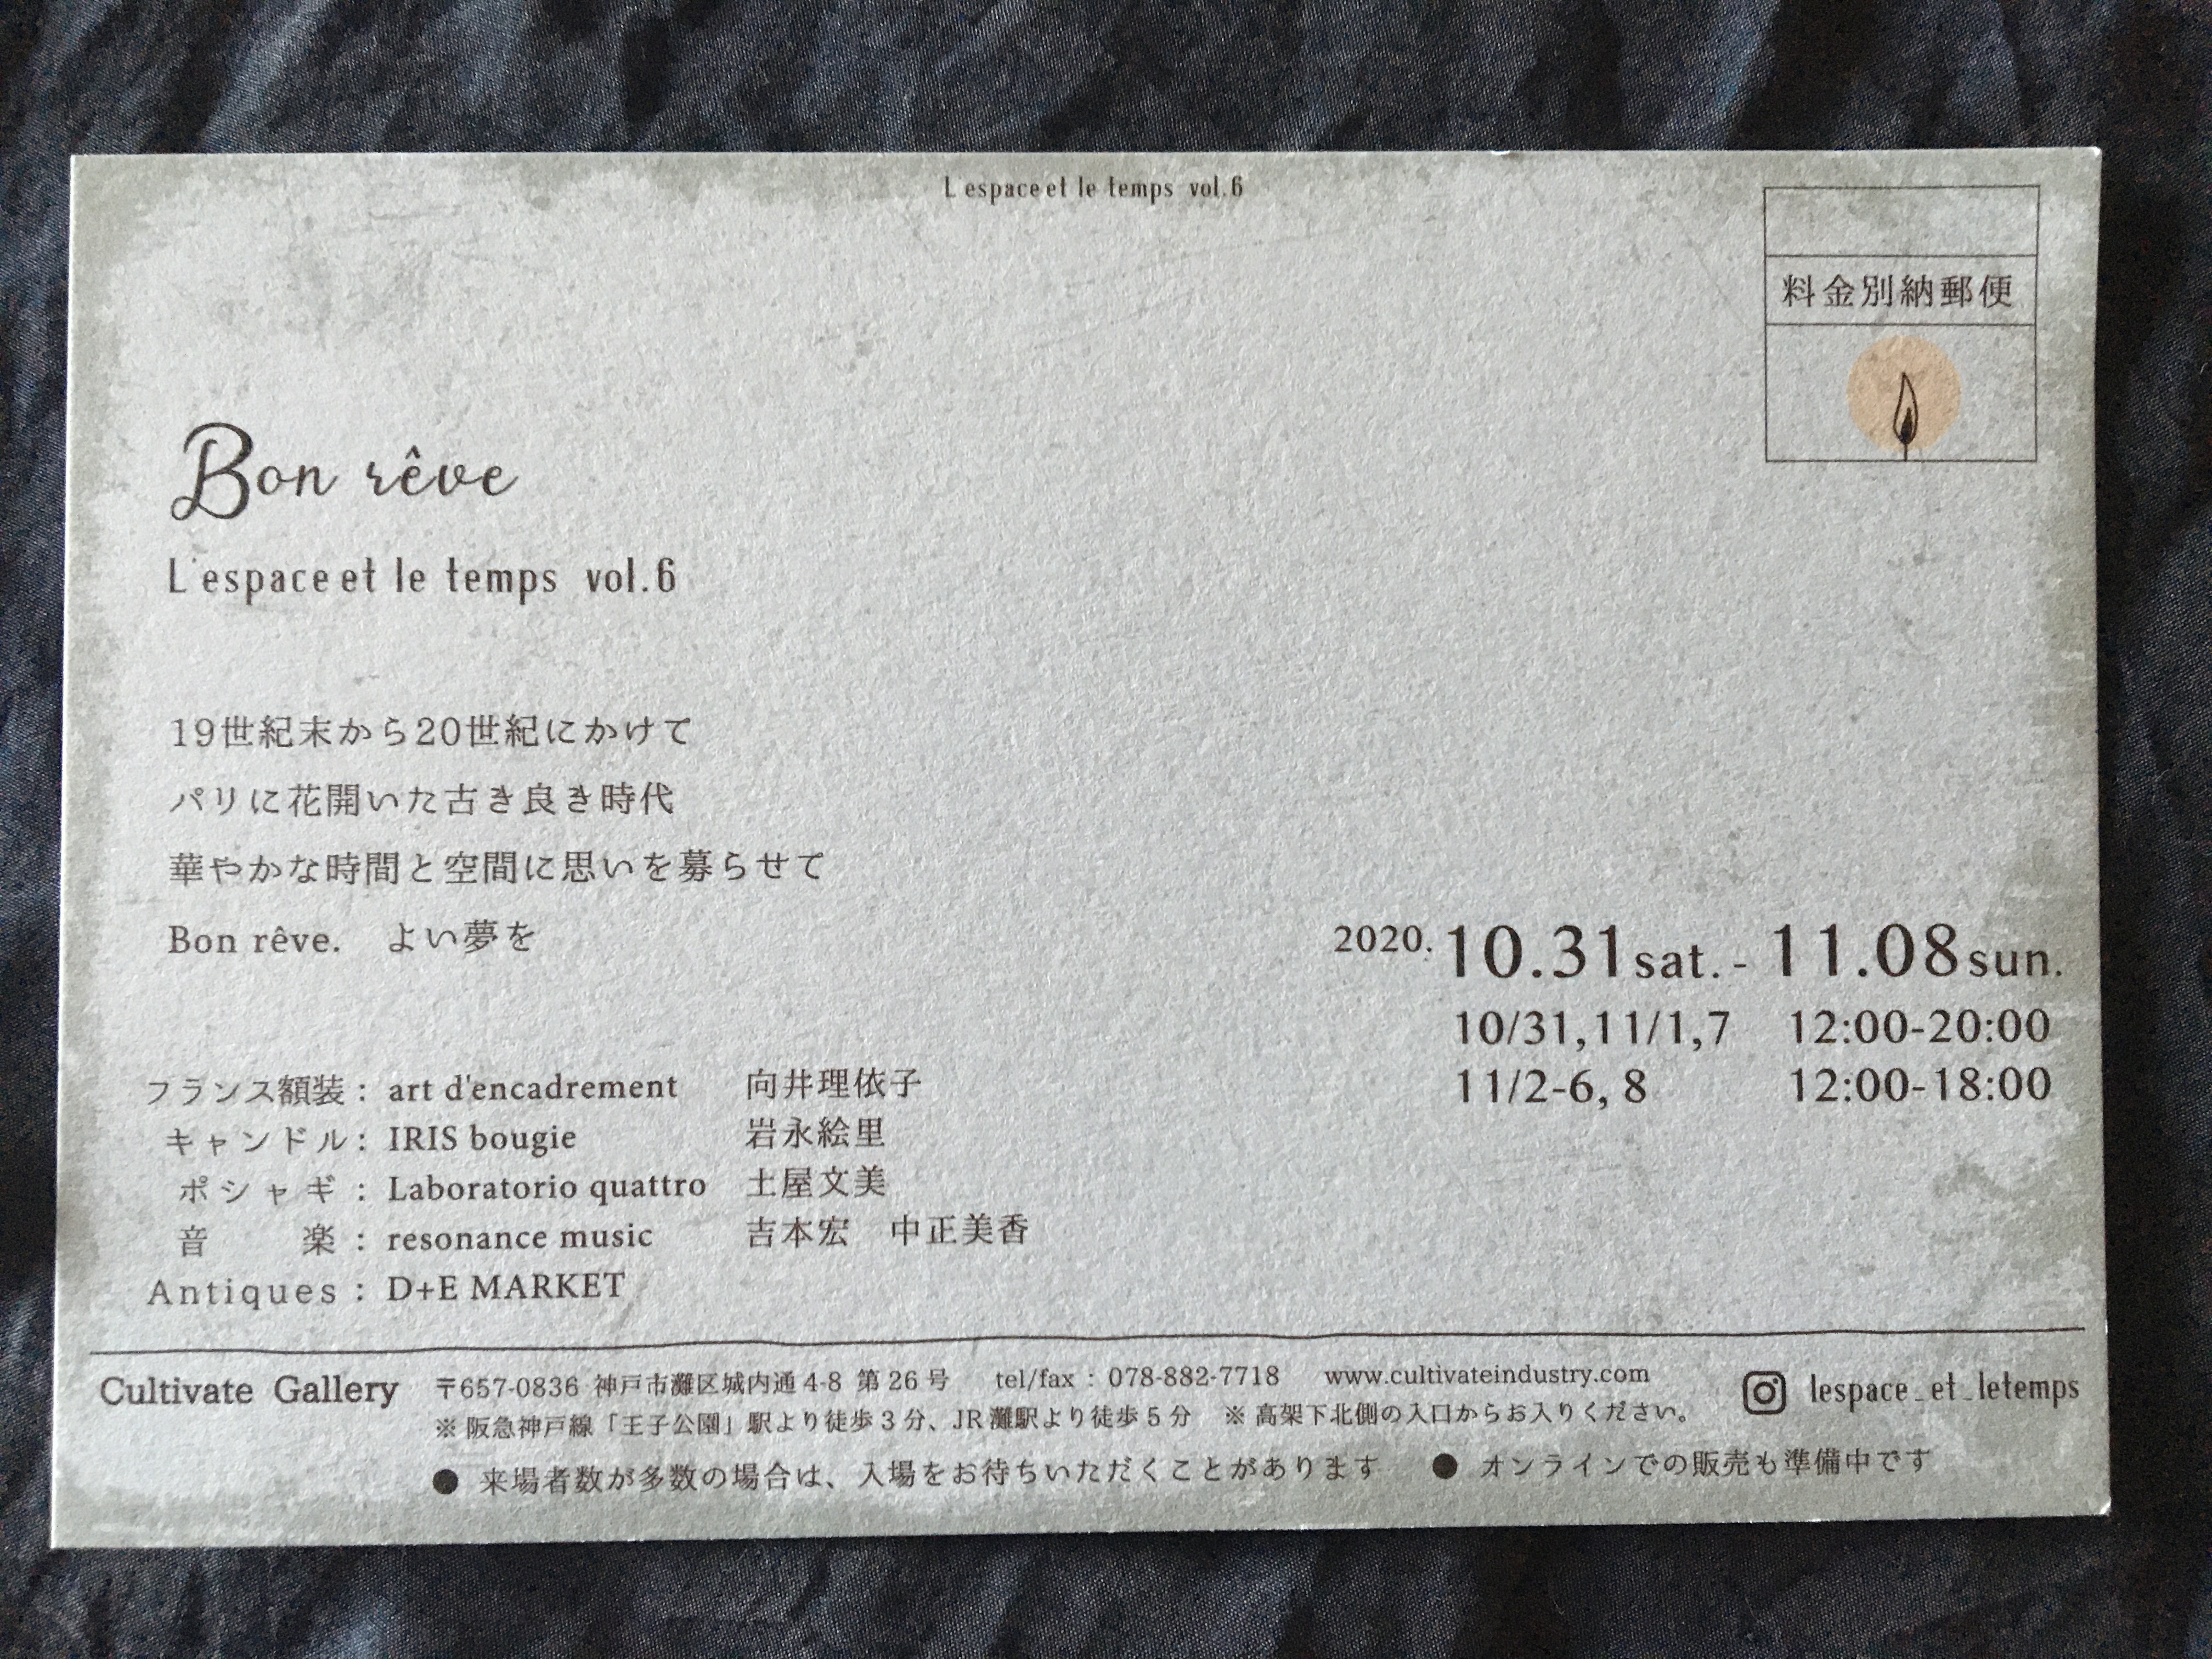 L'espace et le temps vol.6
料金別納郵便
Bon rêve
L'espace et le temps vol.6
19世紀末から20世紀にかけて
パリに花開いた古き良き時代
華やかな時間と空間に思いを募らせて
Bon rêve. よい夢を
2020. 10.31sat. - 11.08sun.
10/31,11/1,7 12:00-20:00
11/2-6, 8 12:00-18:00
フランス額装: art d'encadrement 向井理依子
キャンドル: IRIS bougie 岩永絵里
ポシャギ: Laboratorio quattro 土屋文美
音楽: resonance music 吉本宏 中正美香
Antiques: D+E MARKET
Cultivate Gallery 〒657-0836 神戸市灘区城内通 4-8 第 26 号 tel/fax : 078-882-7718 www.cultivateindustry.com
lespace_et_letemps
※ 阪急神戸線「王子公園」駅より徒歩 3 分、JR 灘駅より徒歩 5 分 ※ 高架下北側の入口からお入りください。
● 来場者数が多数の場合は、入場をお待ちいただくことがあります ● オンラインでの販売も準備中です